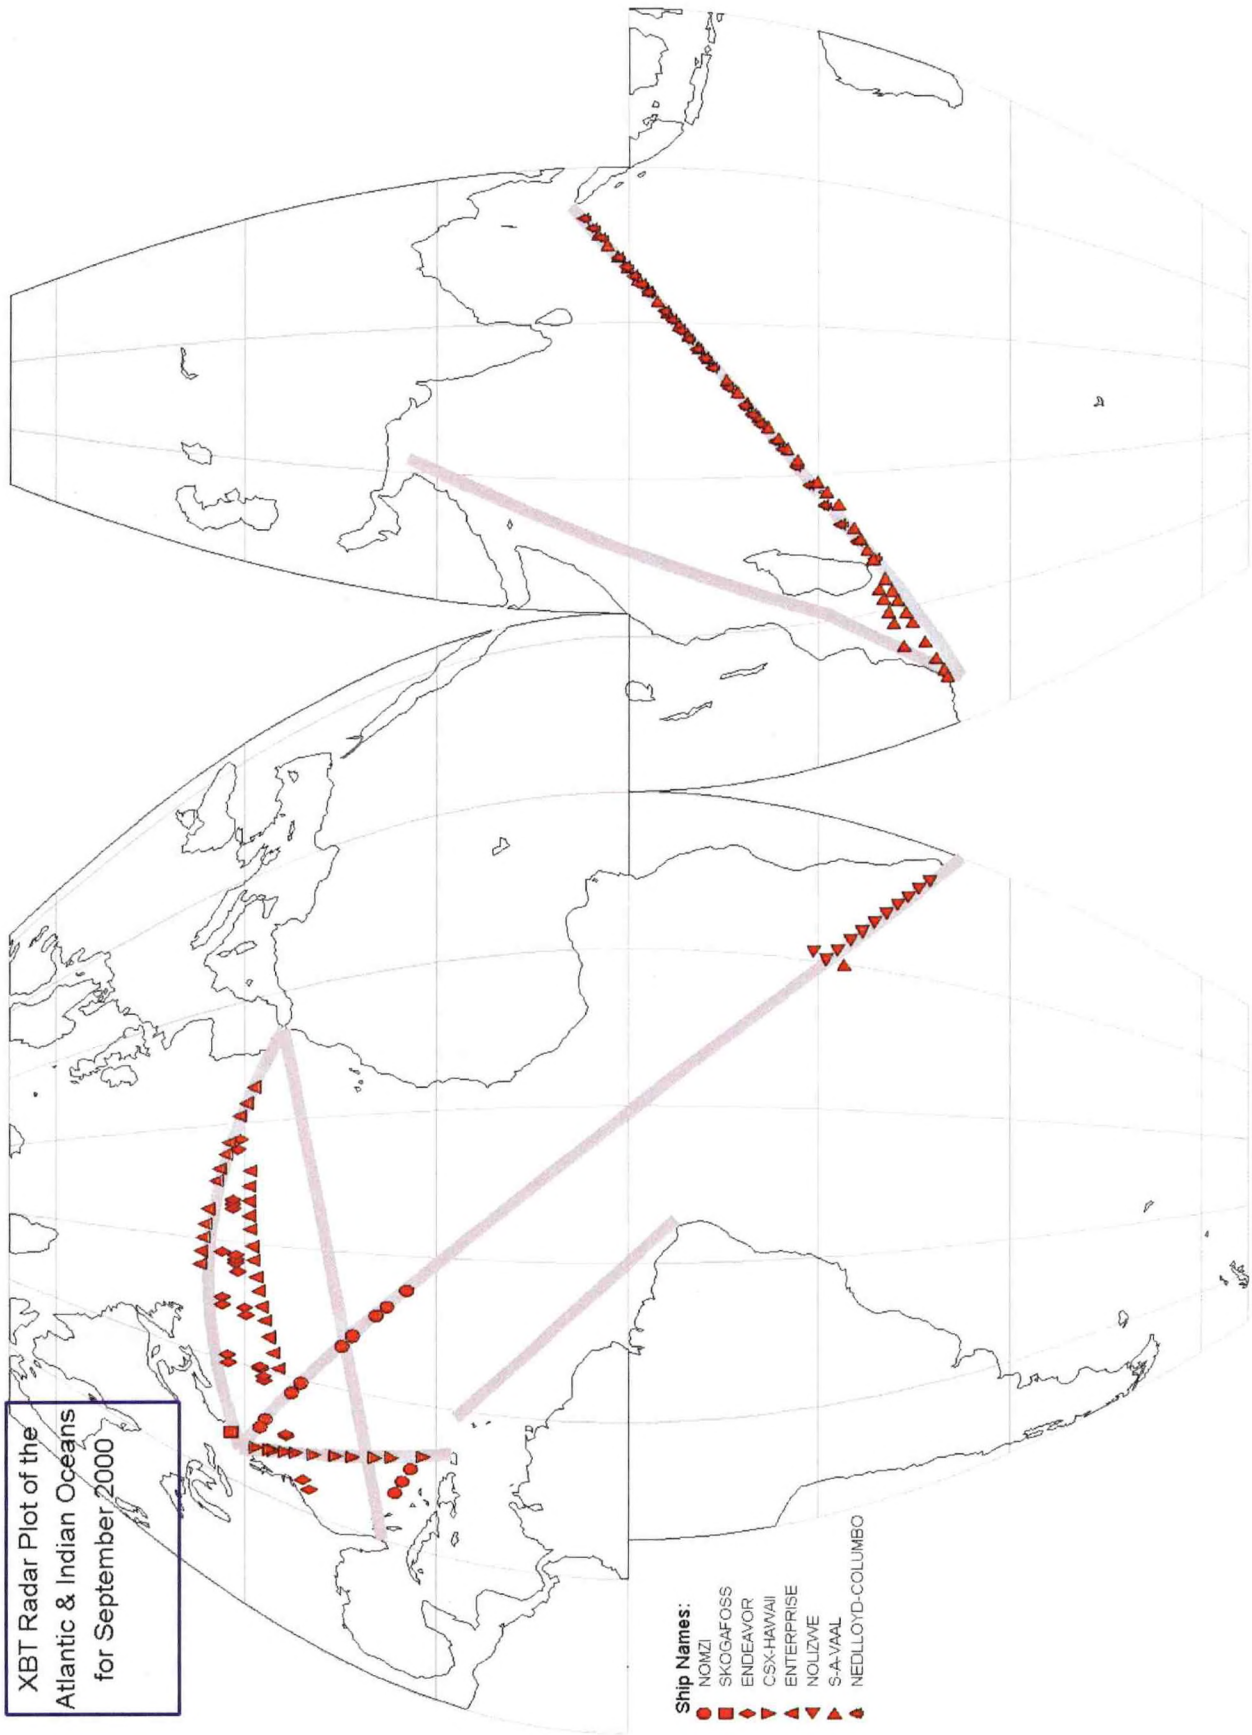 XBT Radar Plot of the
Atlantic & Indian Oceans
for September 2000
Ship Names:
NOMZI
SKOGAFOSS
ENDEAVOR
CSX-HAWAII
ENTERPRISE
NOLIZWE
S-A-VAAL
NEDLLOYD-COLUMBO